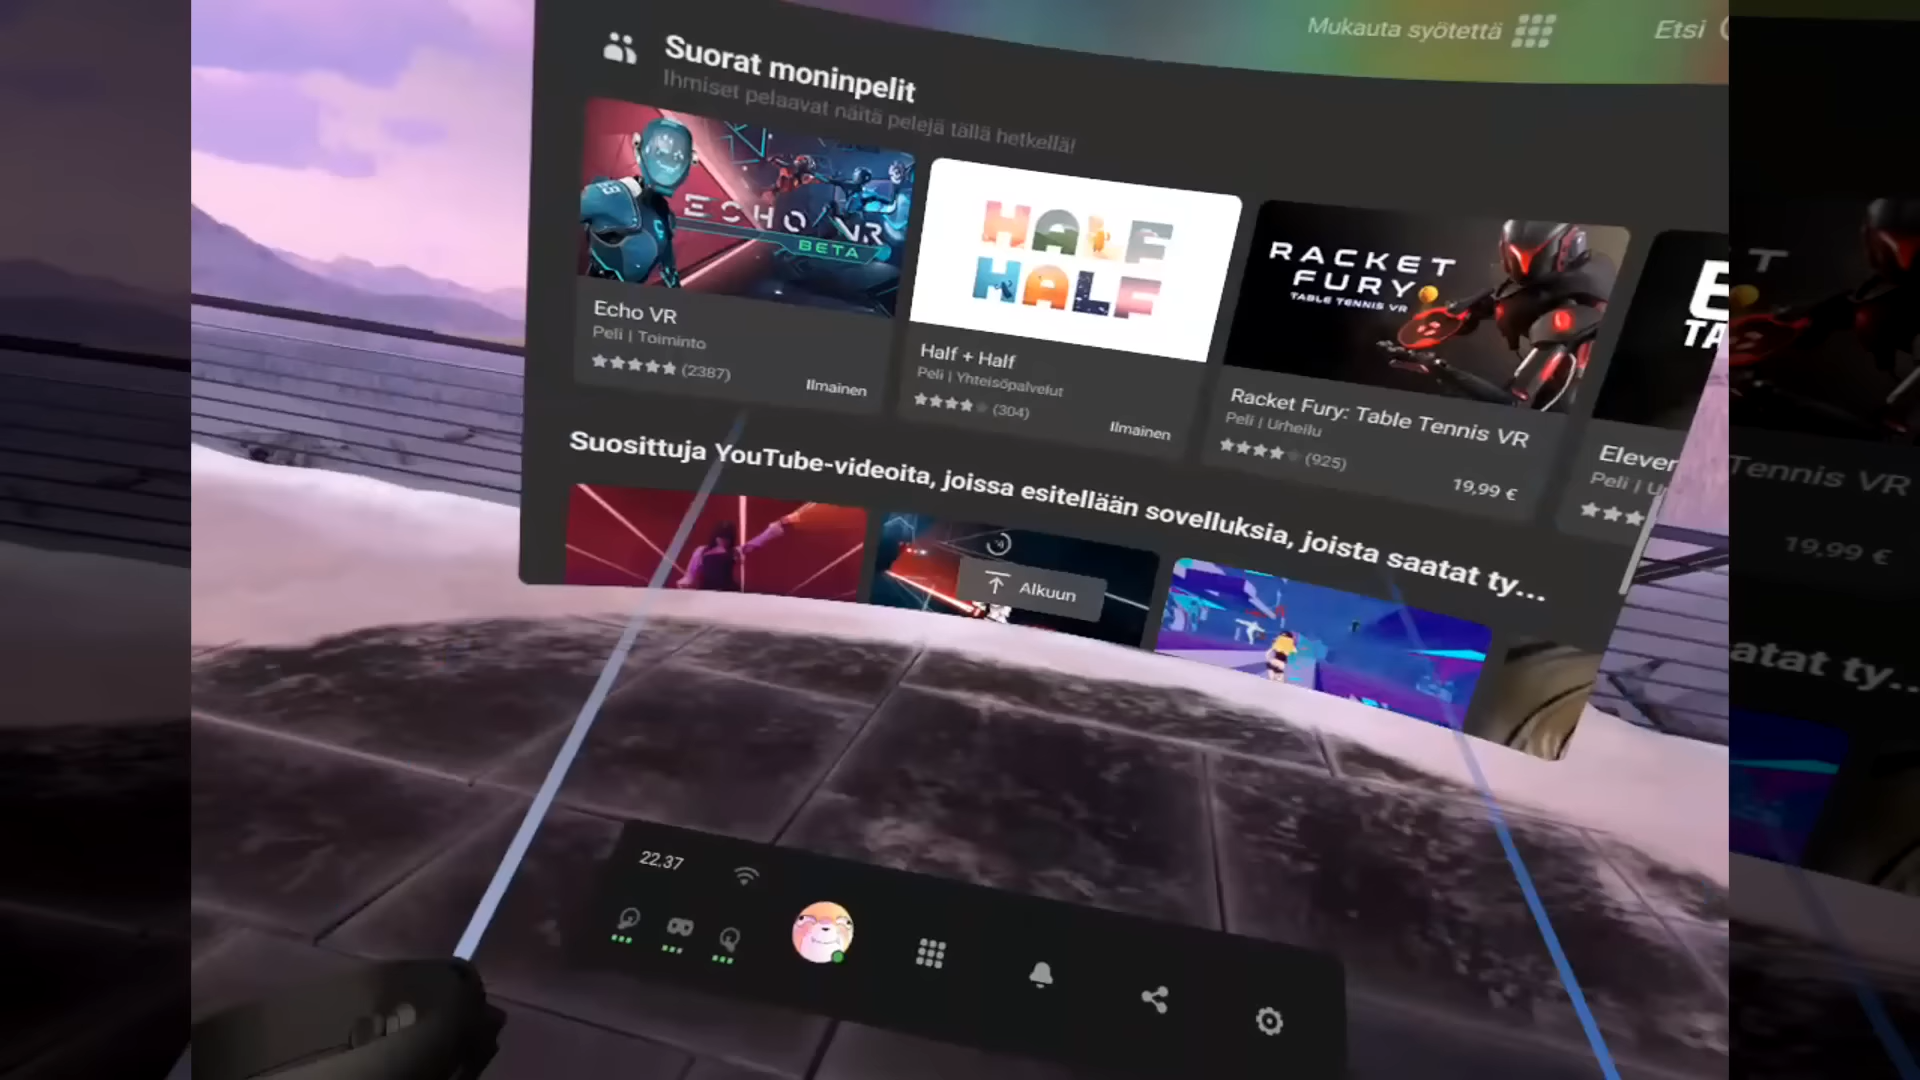 Mukauta syötettä
Etsi
Suorat moninpelit
Ihmiset pelaavat näitä pelejä tällä hetkellä!
ECHO VR
BETA
HALF
HALF
RACKET
FURY
TABLE TENNIS VR
Echo VR
Peli | Toiminto
(2387)
Ilmainen
Half + Half
Peli | Yhteisöpalvelut
(304)
Ilmainen
Racket Fury: Table Tennis VR
Peli | Urheilu
(925)
19,99 €
Eleven
Peli | U
Suosittuja YouTube-videoita, joissa esitellään sovelluksia, joista saatat ty...
Alkuun
22.37
Tennis VR
19,99 €
atat ty...